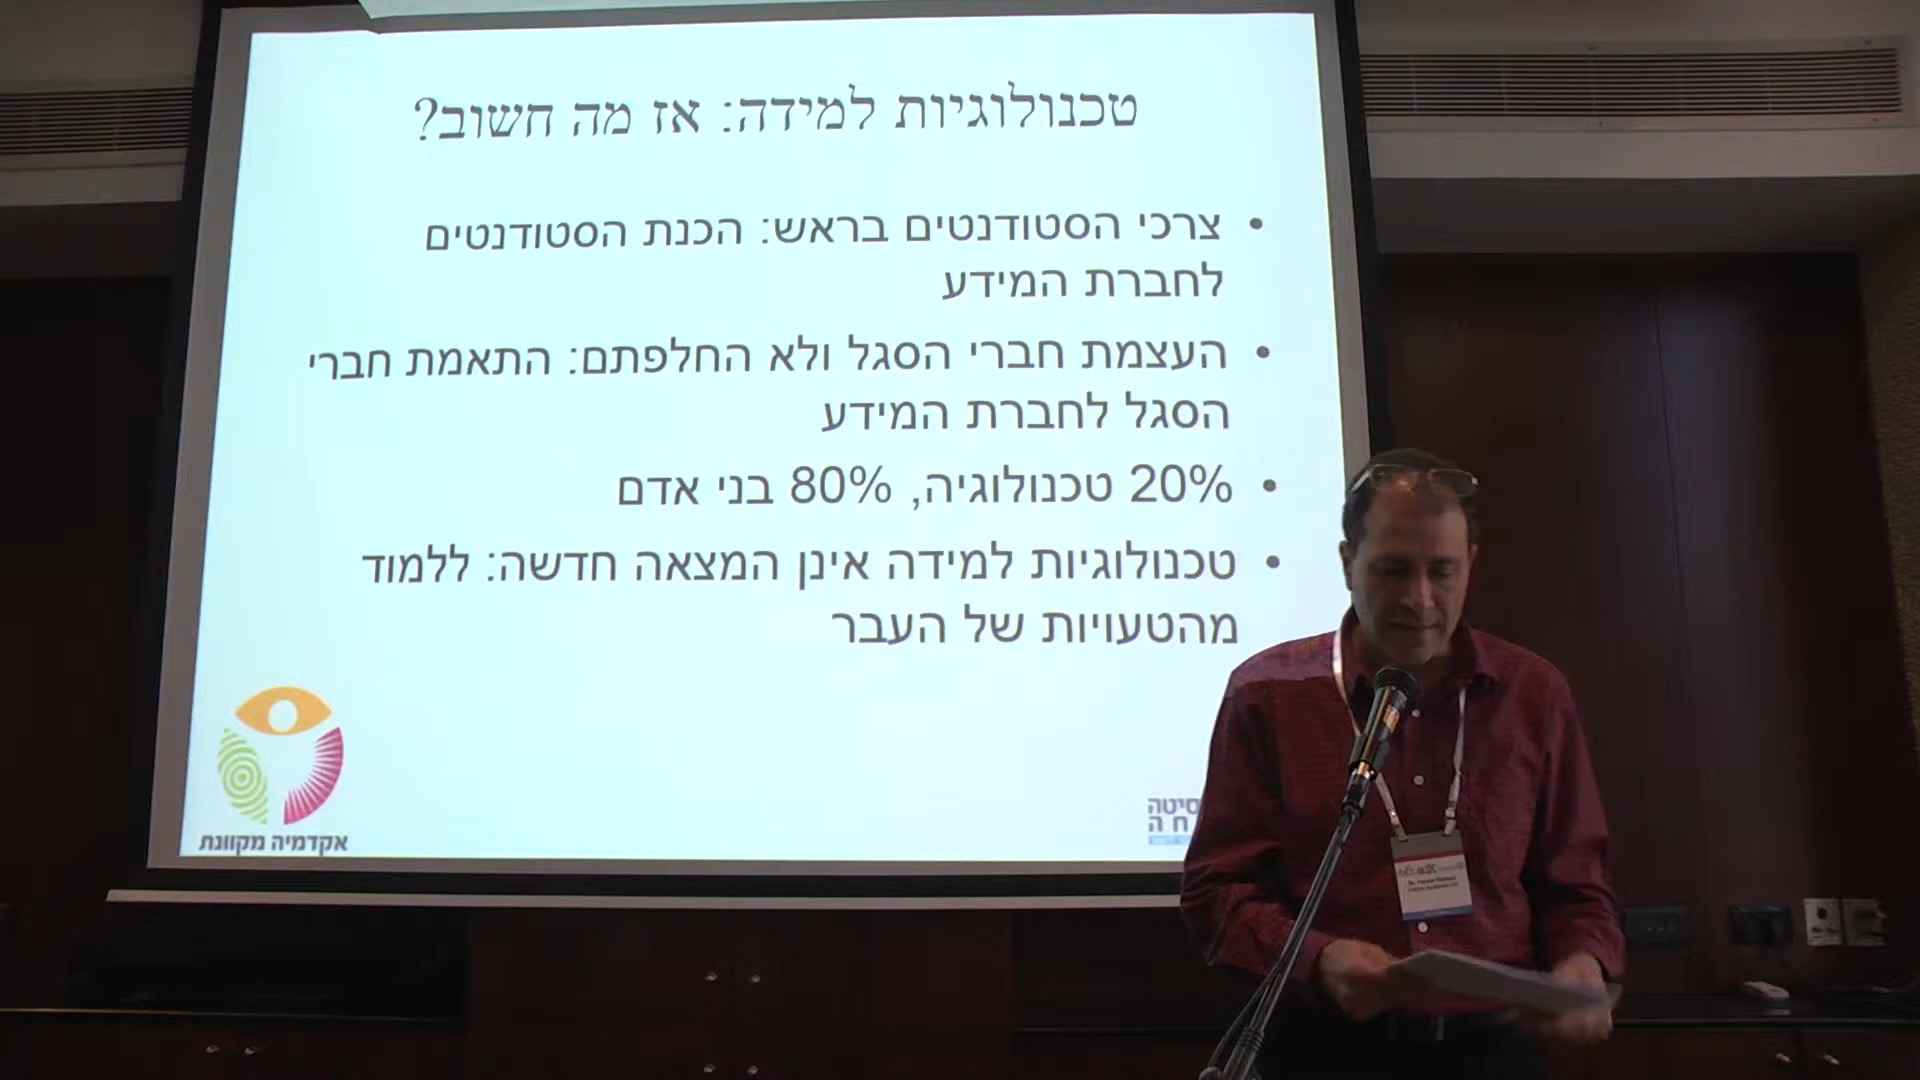 טכנולוגיות למידה: אז מה חשוב?
• צרכי הסטודנטים בראש: הכנת הסטודנטים
לחברת המידע
• העצמת חברי הסגל ולא החלפתם: התאמת חברי
הסגל לחברת המידע
• 20% טכנולוגיה, 80% בני אדם
• טכנולוגיות למידה אינן המצאה חדשה: ללמוד
מהטעויות של העבר
אקדמיה מקוונת